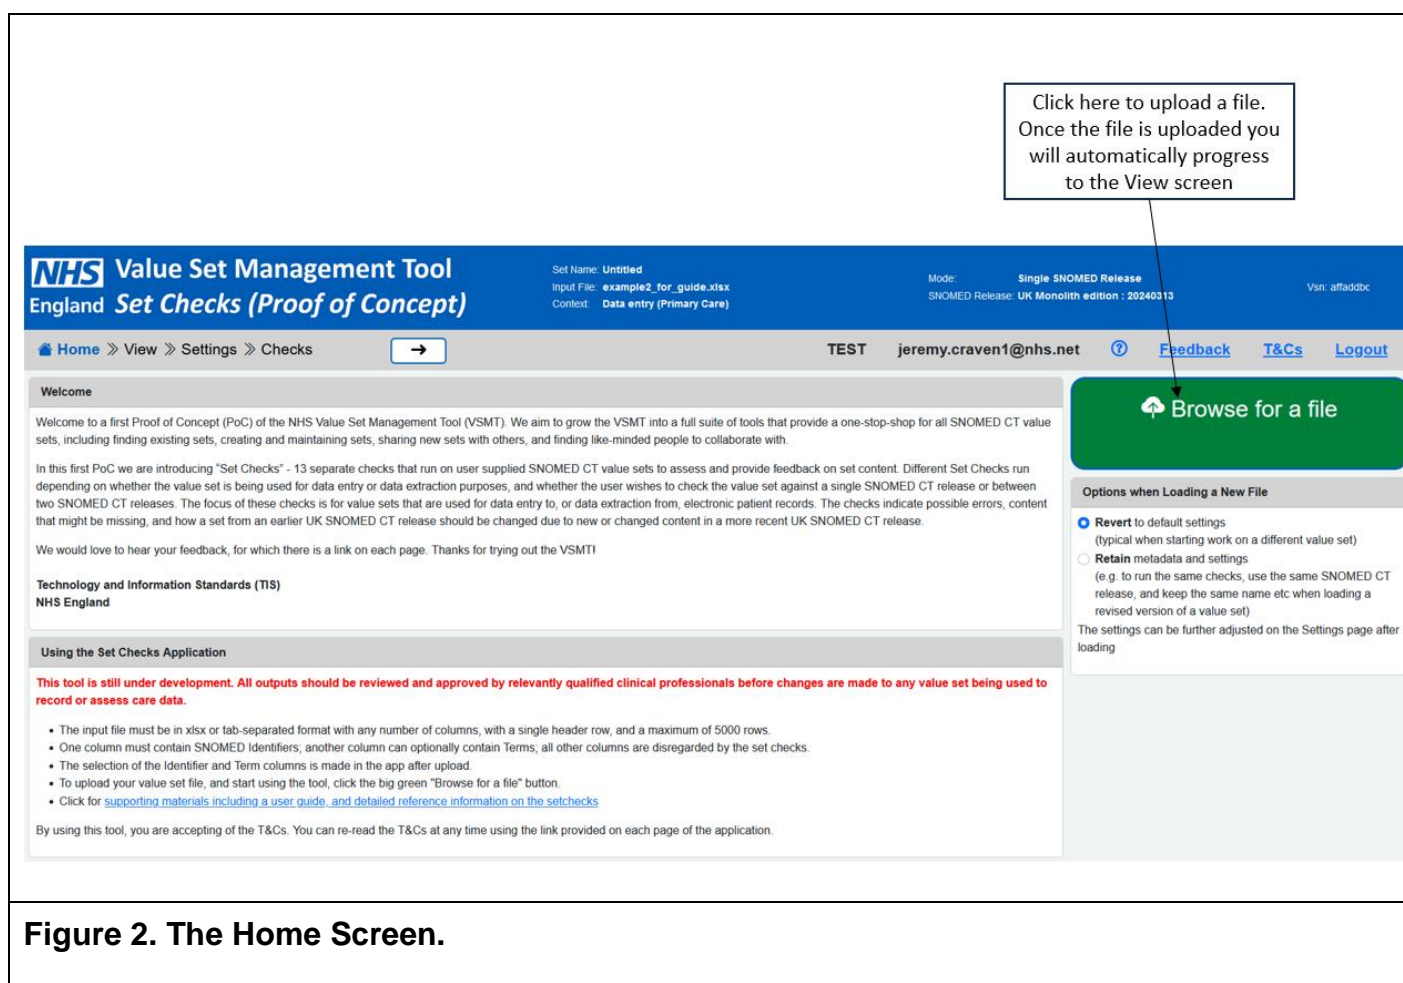 Click here to upload a file.
Once the file is uploaded you
will automatically progress
to the View screen
NHS Value Set Management Tool
England Set Checks (Proof of Concept)
Set Name: Untitled
Input File: example2_for_guide.xlsx
Context: Data entry (Primary Care)
Mode: Single SNOMED Release
SNOMED Release: UK Monolith edition : 20240313
Vsn: affaddbc
Home » View » Settings » Checks →
TEST jeremy.craven1@nhs.net ? Feedback T&Cs Logout
Welcome
Welcome to a first Proof of Concept (PoC) of the NHS Value Set Management Tool (VSMT). We aim to grow the VSMT into a full suite of tools that provide a one-stop-shop for all SNOMED CT value
sets, including finding existing sets, creating and maintaining sets, sharing new sets with others, and finding like-minded people to collaborate with.
In this first PoC we are introducing "Set Checks" - 13 separate checks that run on user supplied SNOMED CT value sets to assess and provide feedback on set content. Different Set Checks run
depending on whether the value set is being used for data entry or data extraction purposes, and whether the user wishes to check the value set against a single SNOMED CT release or between
two SNOMED CT releases. The focus of these checks is for value sets that are used for data entry to, or data extraction from, electronic patient records. The checks indicate possible errors, content
that might be missing, and how a set from an earlier UK SNOMED CT release should be changed due to new or changed content in a more recent UK SNOMED CT release.
We would love to hear your feedback, for which there is a link on each page. Thanks for trying out the VSMT!
Technology and Information Standards (TIS)
NHS England
Using the Set Checks Application
This tool is still under development. All outputs should be reviewed and approved by relevantly qualified clinical professionals before changes are made to any value set being used to
record or assess care data.
• The input file must be in xlsx or tab-separated format with any number of columns, with a single header row, and a maximum of 5000 rows.
• One column must contain SNOMED Identifiers; another column can optionally contain Terms; all other columns are disregarded by the set checks.
• The selection of the Identifier and Term columns is made in the app after upload.
• To upload your value set file, and start using the tool, click the big green "Browse for a file" button.
• Click for supporting materials including a user guide, and detailed reference information on the setchecks
By using this tool, you are accepting of the T&Cs. You can re-read the T&Cs at any time using the link provided on each page of the application.
Browse for a file
Options when Loading a New File
Revert to default settings
(typical when starting work on a different value set)
Retain metadata and settings
(e.g. to run the same checks, use the same SNOMED CT
release, and keep the same name etc when loading a
revised version of a value set)
The settings can be further adjusted on the Settings page after
loading
Figure 2. The Home Screen.